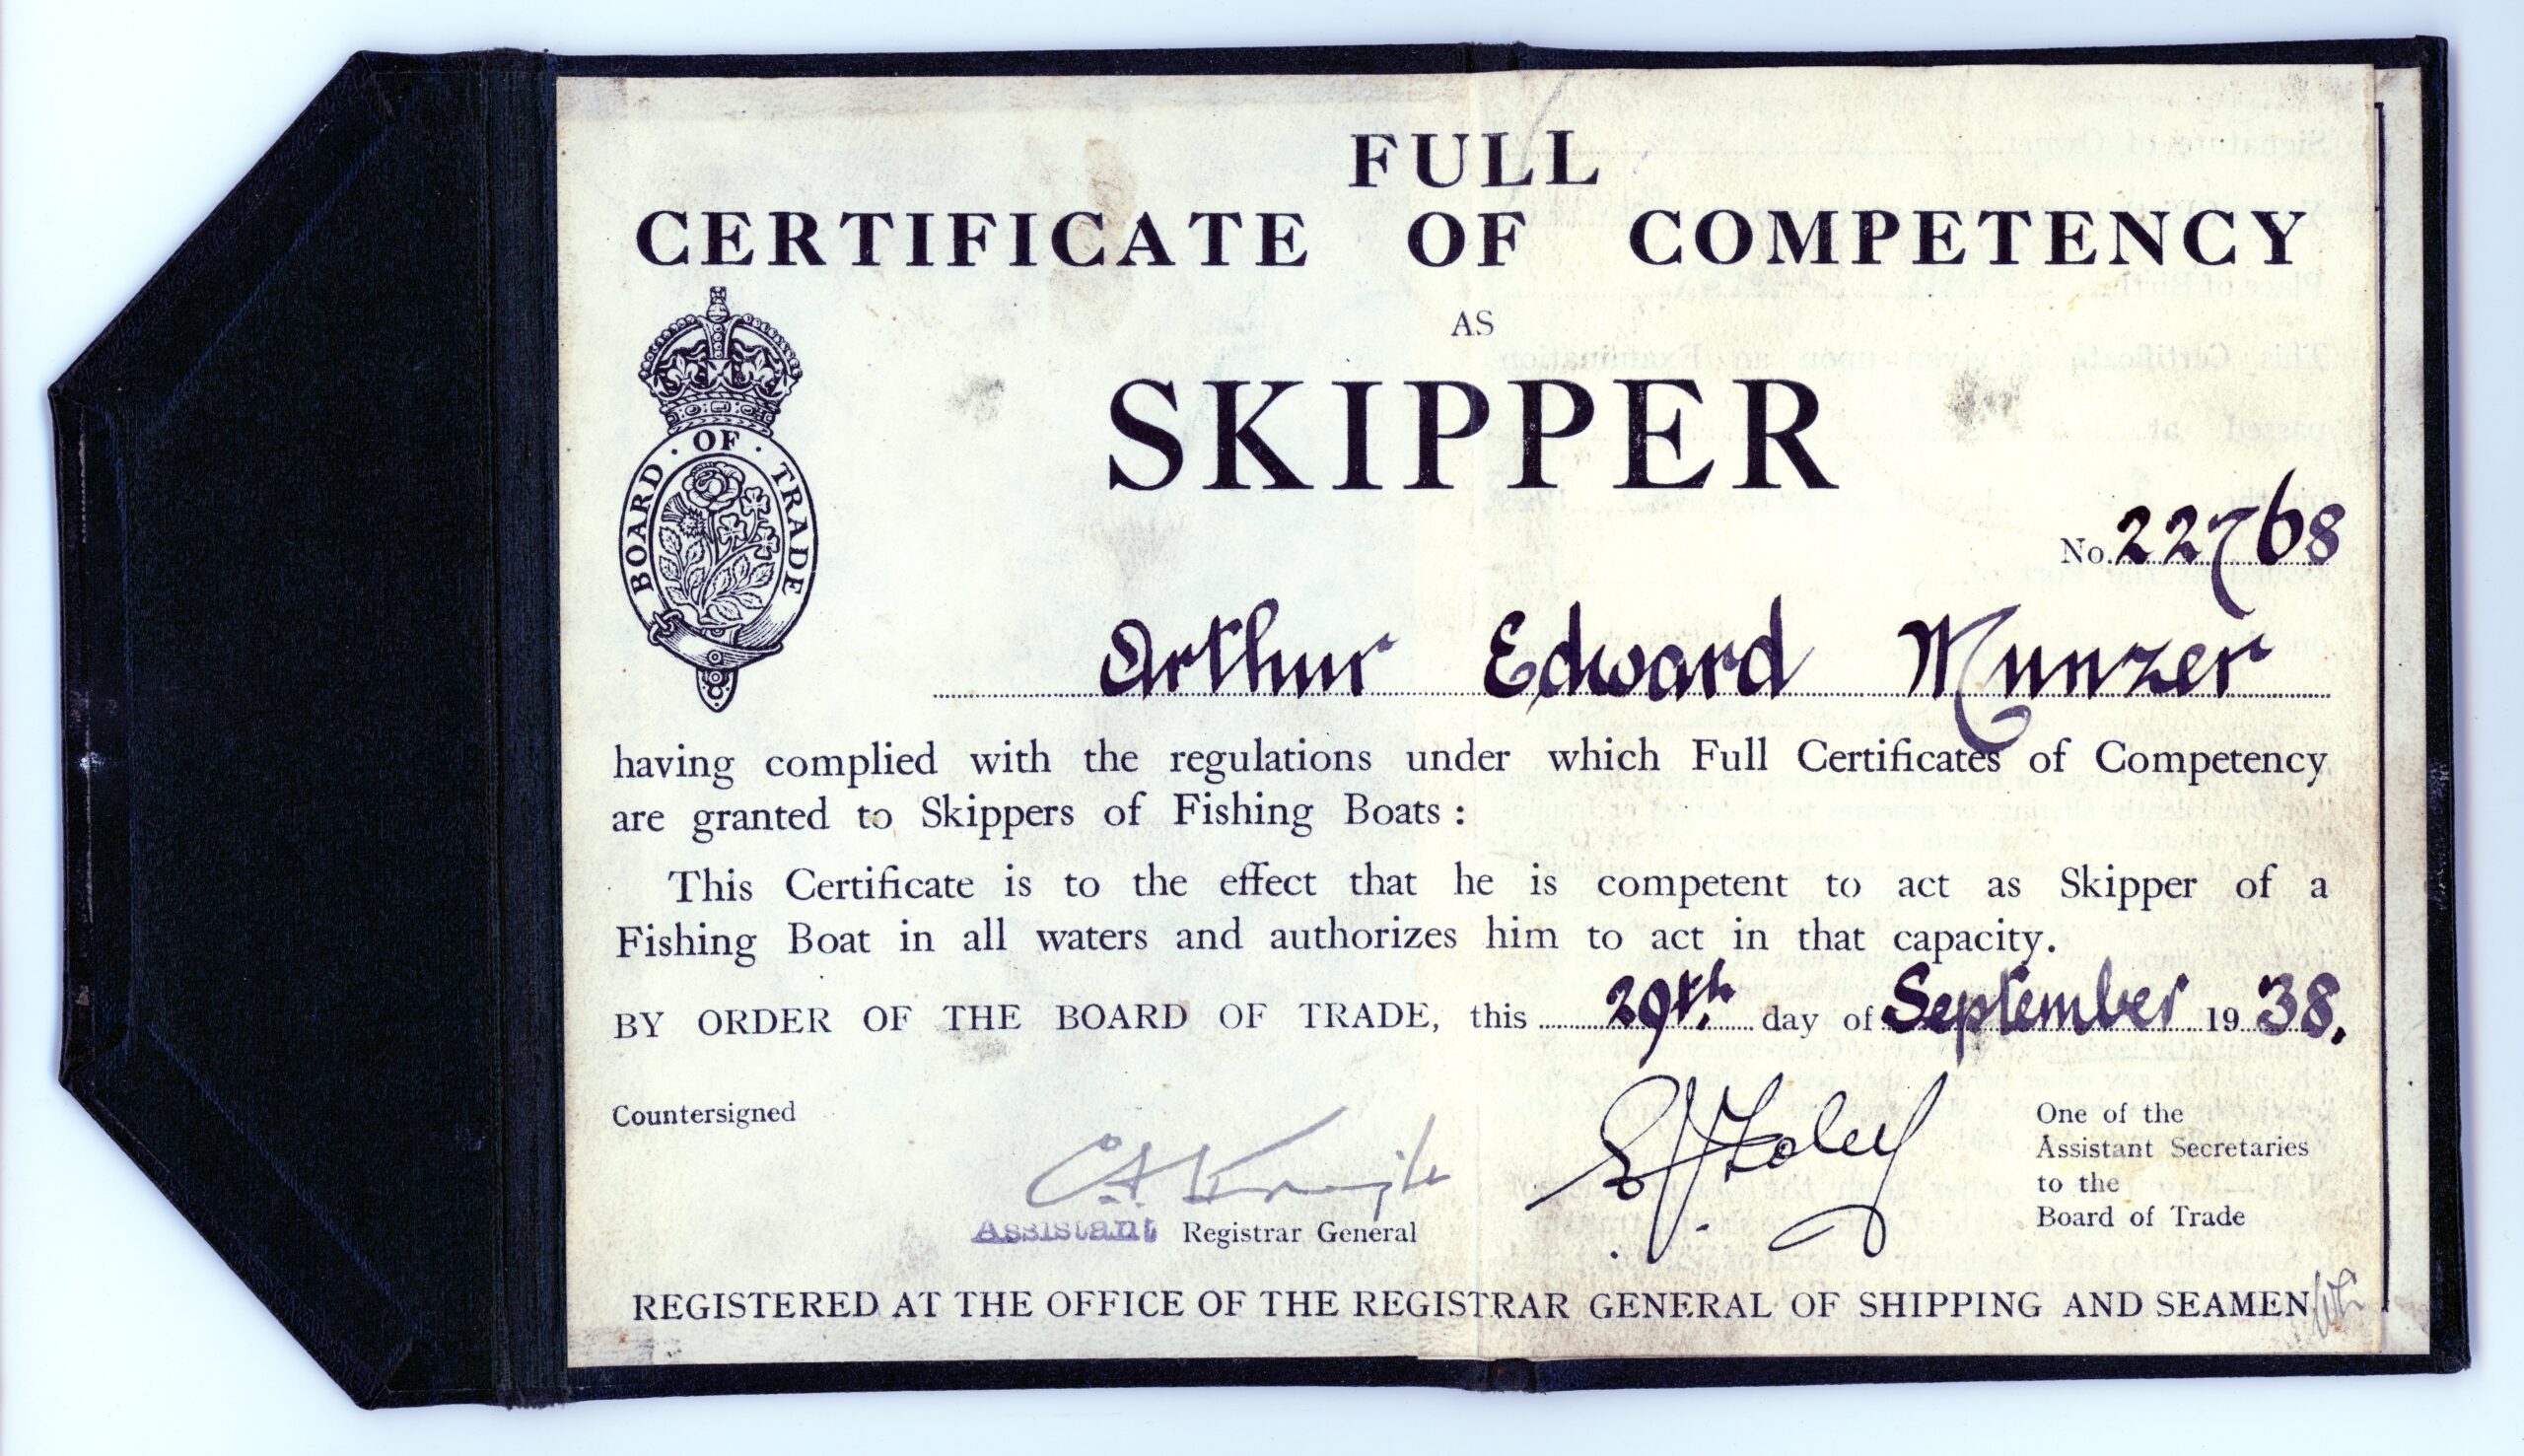 FULL
CERTIFICATE OF COMPETENCY
AS
SKIPPER
BOARD · OF · TRADE
No. 22768
Arthur Edward Munzer
having complied with the regulations under which Full Certificates of Competency
are granted to Skippers of Fishing Boats :
This Certificate is to the effect that he is competent to act as Skipper of a
Fishing Boat in all waters and authorizes him to act in that capacity.
BY ORDER OF THE BOARD OF TRADE, this 29th. day of September 1938.
Countersigned
One of the
Assistant Secretaries
to the
Board of Trade
Assistant Registrar General
REGISTERED AT THE OFFICE OF THE REGISTRAR GENERAL OF SHIPPING AND SEAMEN